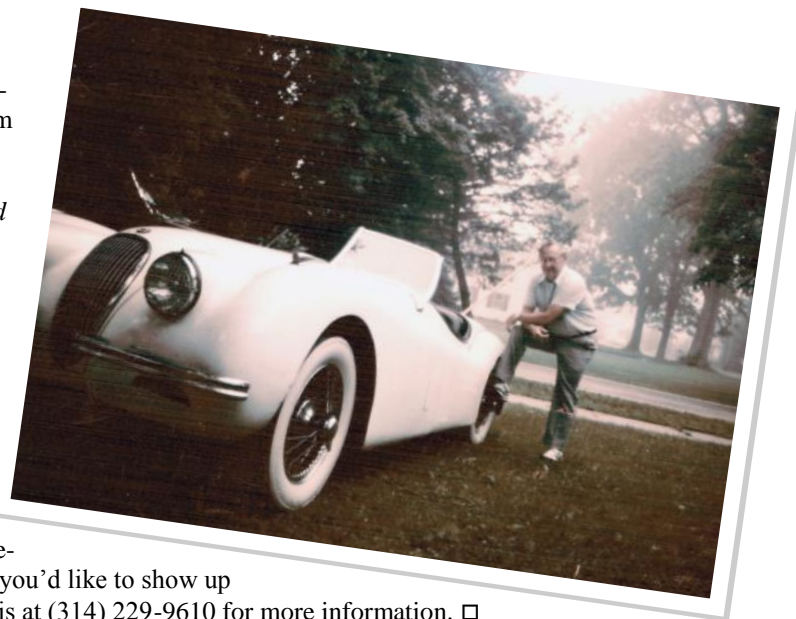 -
m
d
e-
you’d like to show up
is at (314) 229-9610 for more information. □